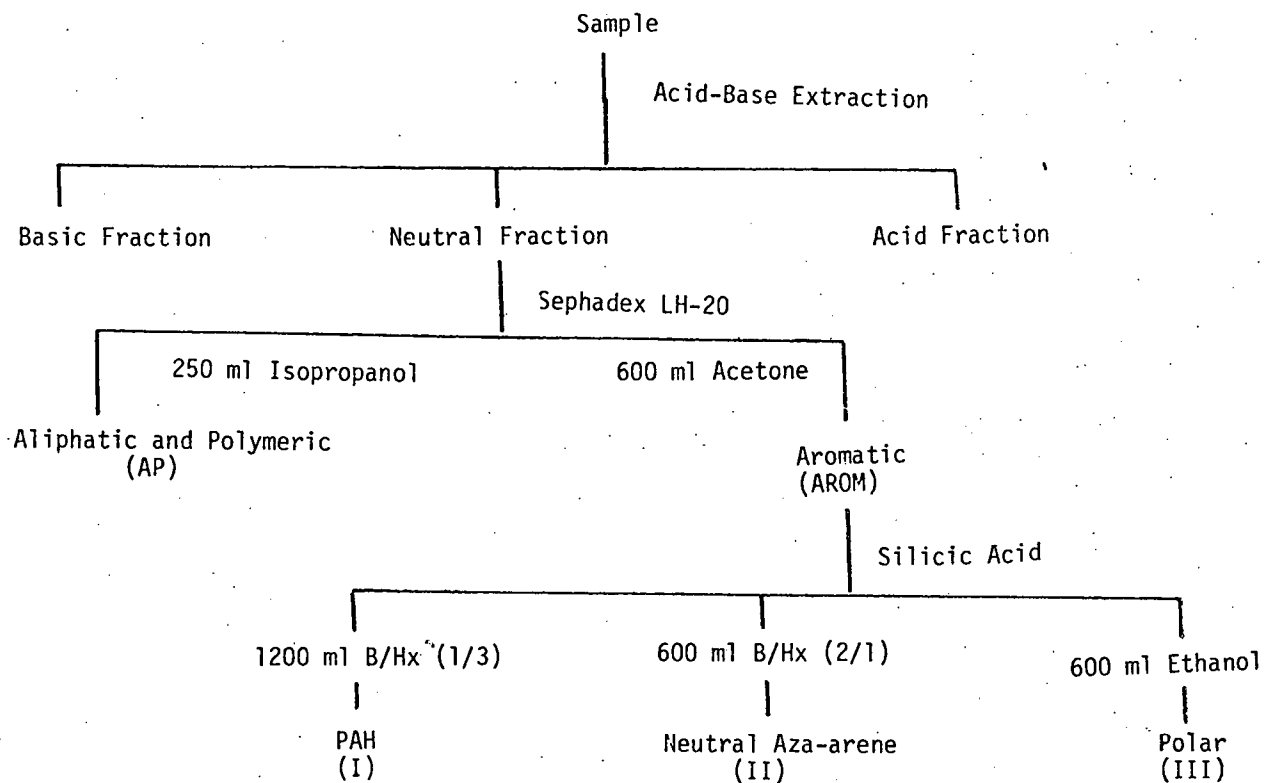 Sample
Acid-Base Extraction
Basic Fraction
Neutral Fraction
Acid Fraction
Sephadex LH-20
250 ml Isopropanol
600 ml Acetone
Aliphatic and Polymeric
(AP)
Aromatic
(AROM)
Silicic Acid
1200 ml B/Hx (1/3)
600 ml B/Hx (2/1)
600 ml Ethanol
PAH
(I)
Neutral Aza-arene
(II)
Polar
(III)